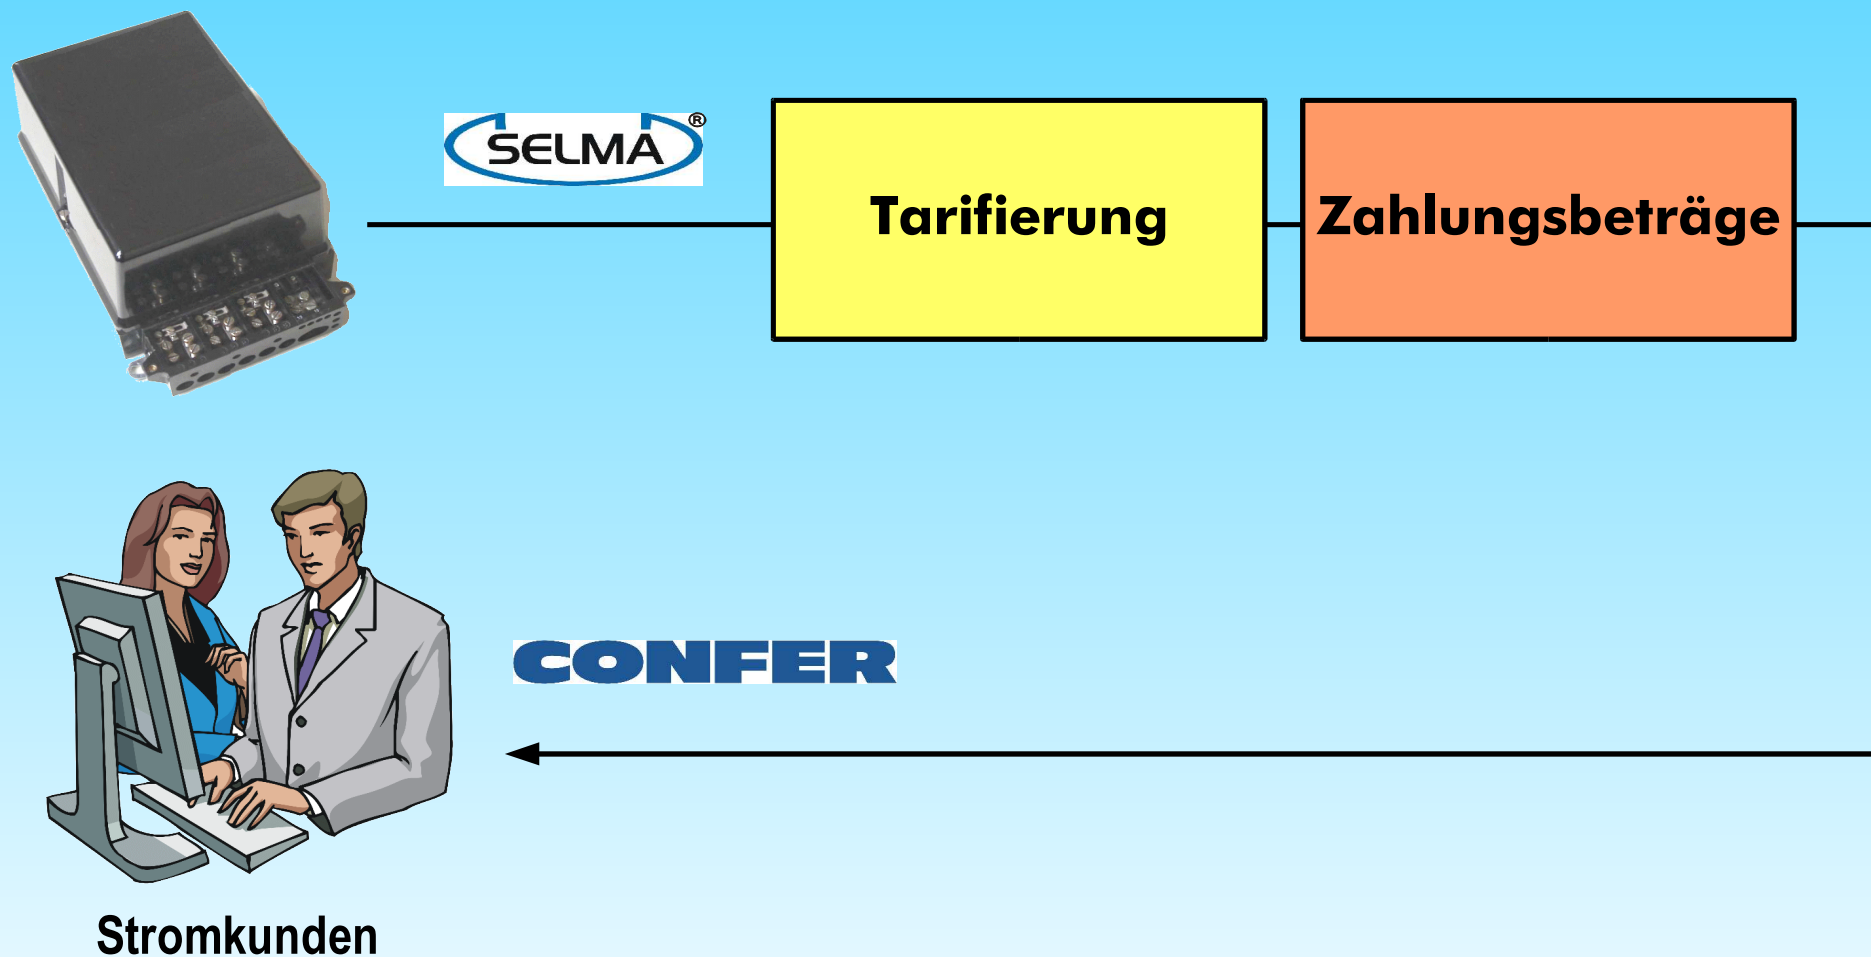 SELMA®
Tarifierung
Zahlungsbeträge
CONFER
Stromkunden